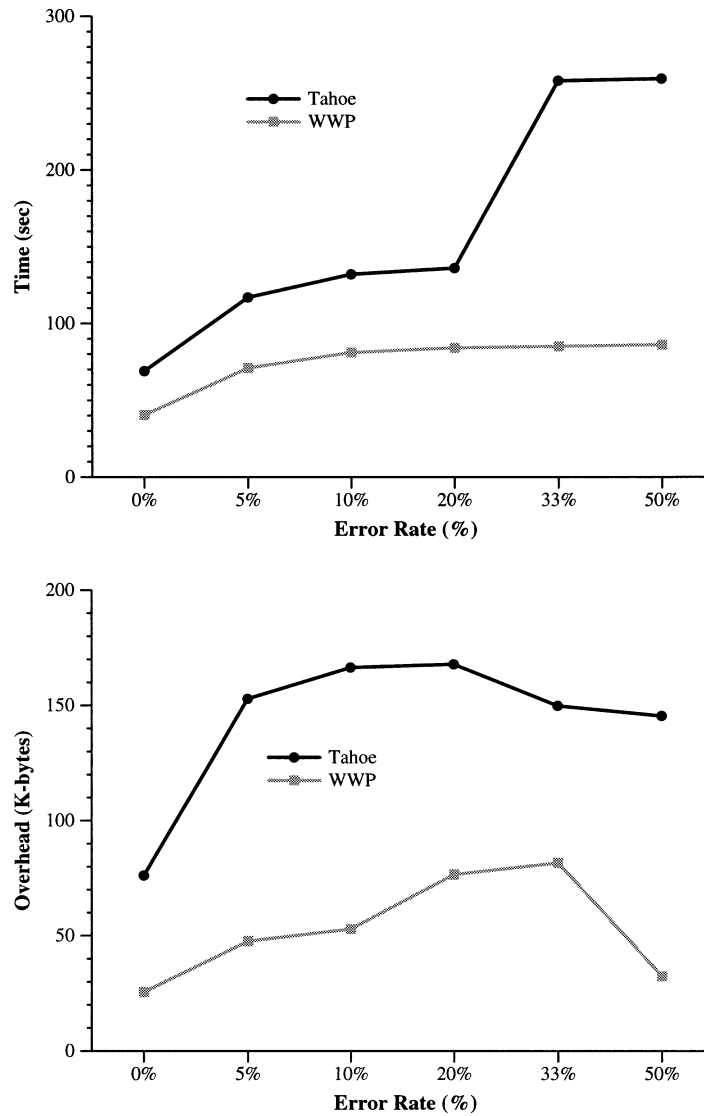 300
200
100
0
Time (sec)
Tahoe
WWP
0% 5% 10% 20% 33% 50%
Error Rate (%)
200
150
100
50
0
Overhead (K-bytes)
Tahoe
WWP
0% 5% 10% 20% 33% 50%
Error Rate (%)